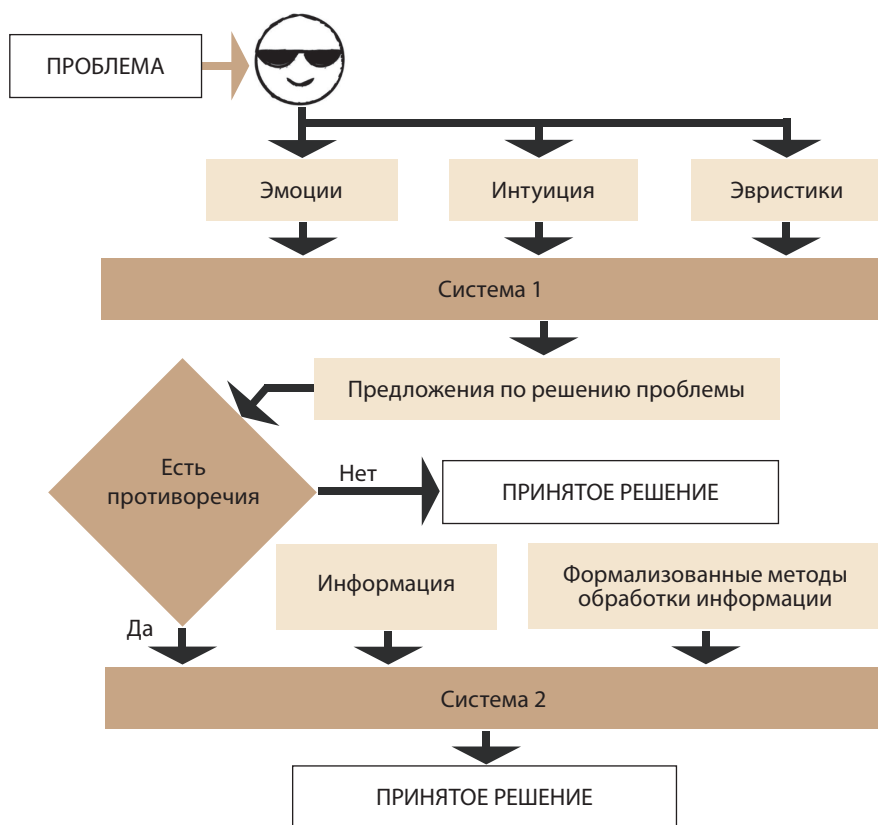 ПРОБЛЕМА
Эмоции
Интуиция
Эвристики
Система 1
Предложения по решению проблемы
Есть
противоречия
Нет
ПРИНЯТОЕ РЕШЕНИЕ
Информация
Формализованные методы
обработки информации
Да
Система 2
ПРИНЯТОЕ РЕШЕНИЕ